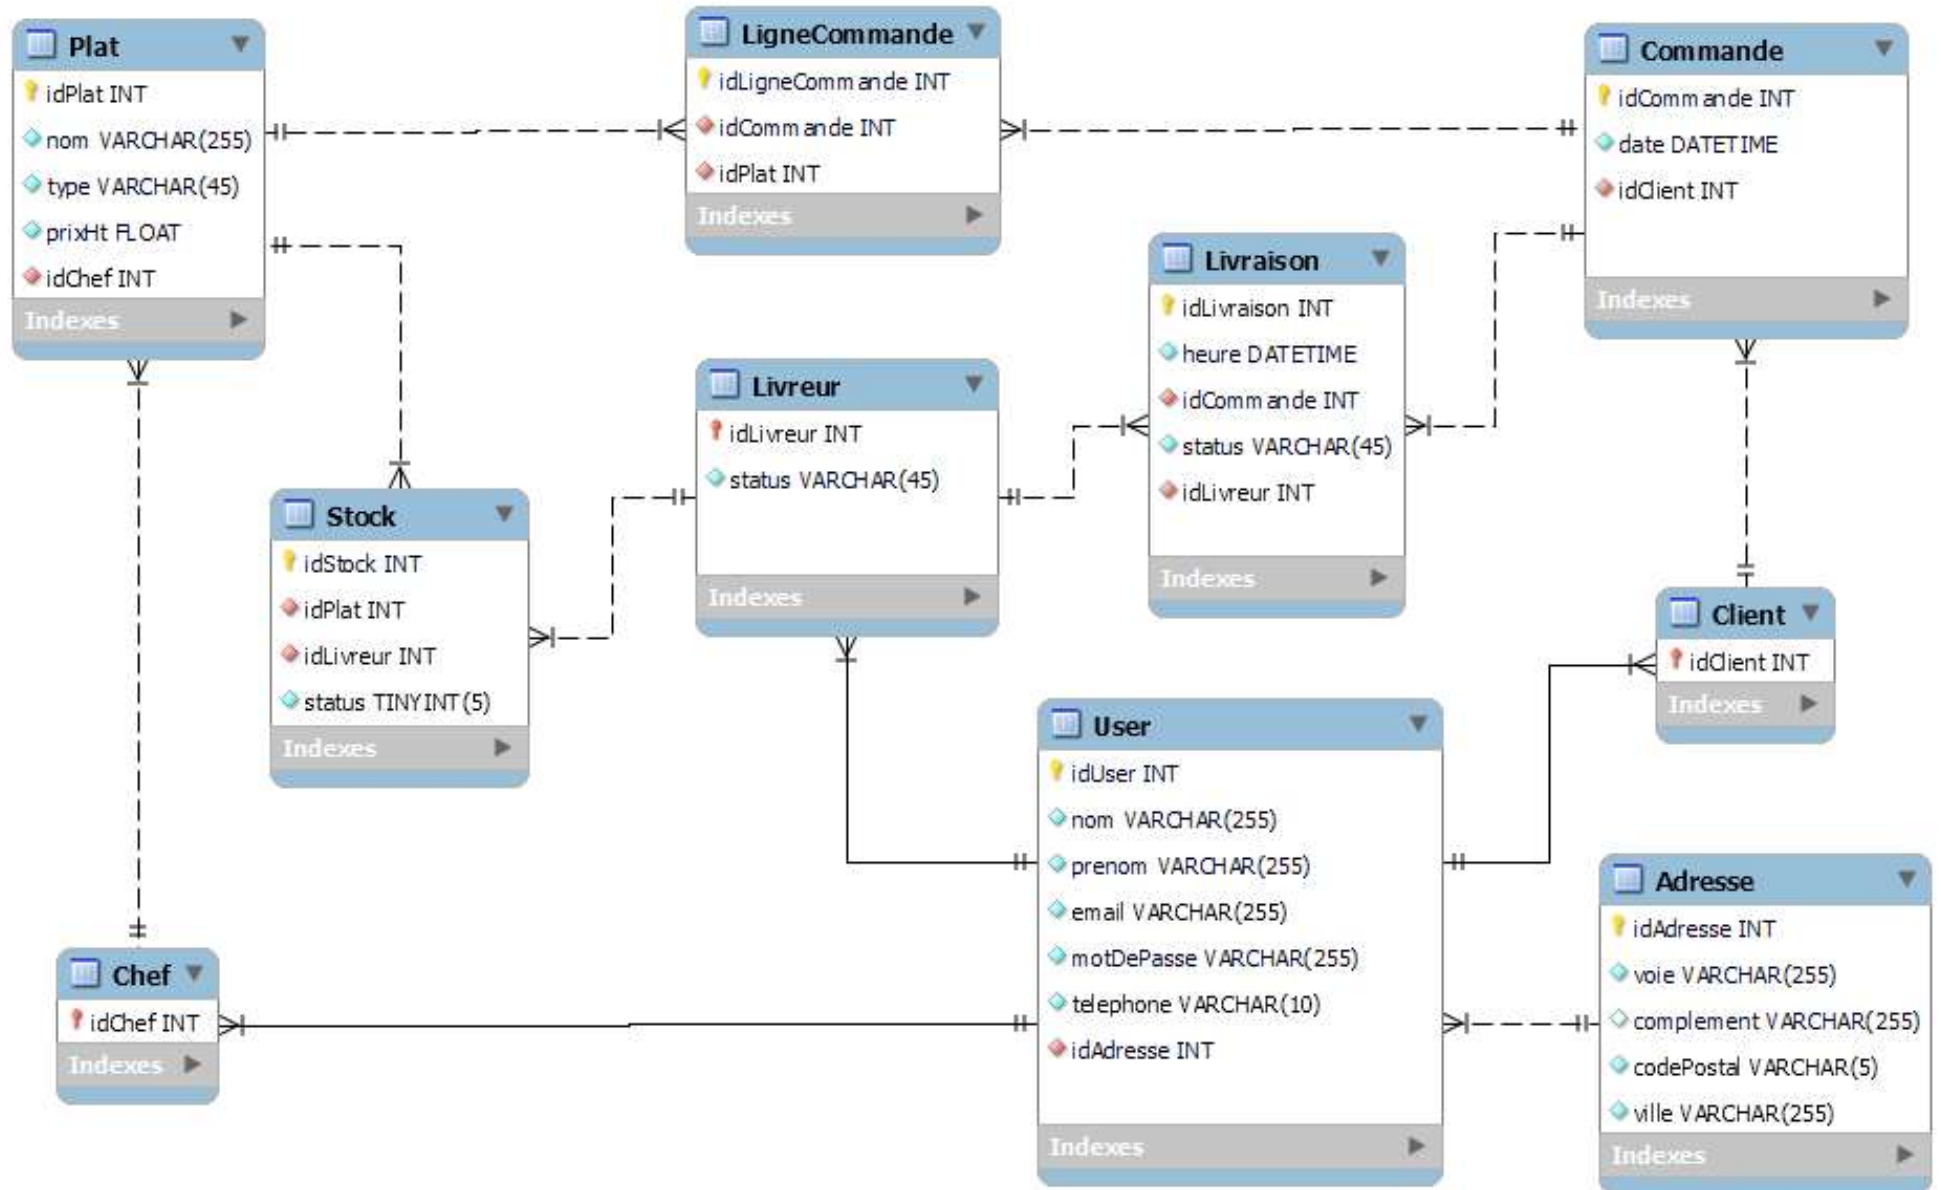 Plat
idPlat INT
nom VARCHAR(255)
type VARCHAR(45)
prixHt FLOAT
idChef INT
Indexes
LigneCommande
idLigneCommande INT
idCommande INT
idPlat INT
Indexes
Commande
idCommande INT
date DATETIME
idClient INT
Indexes
Livraison
idLivraison INT
heure DATETIME
idCommande INT
status VARCHAR(45)
idLivreur INT
Indexes
Livreur
idLivreur INT
status VARCHAR(45)
Indexes
Stock
idStock INT
idPlat INT
idLivreur INT
status TINYINT(5)
Indexes
Client
idClient INT
Indexes
User
idUser INT
nom VARCHAR(255)
prenom VARCHAR(255)
email VARCHAR(255)
motDePasse VARCHAR(255)
telephone VARCHAR(10)
idAdresse INT
Indexes
Adresse
idAdresse INT
voie VARCHAR(255)
complement VARCHAR(255)
codePostal VARCHAR(5)
ville VARCHAR(255)
Indexes
Chef
idChef INT
Indexes